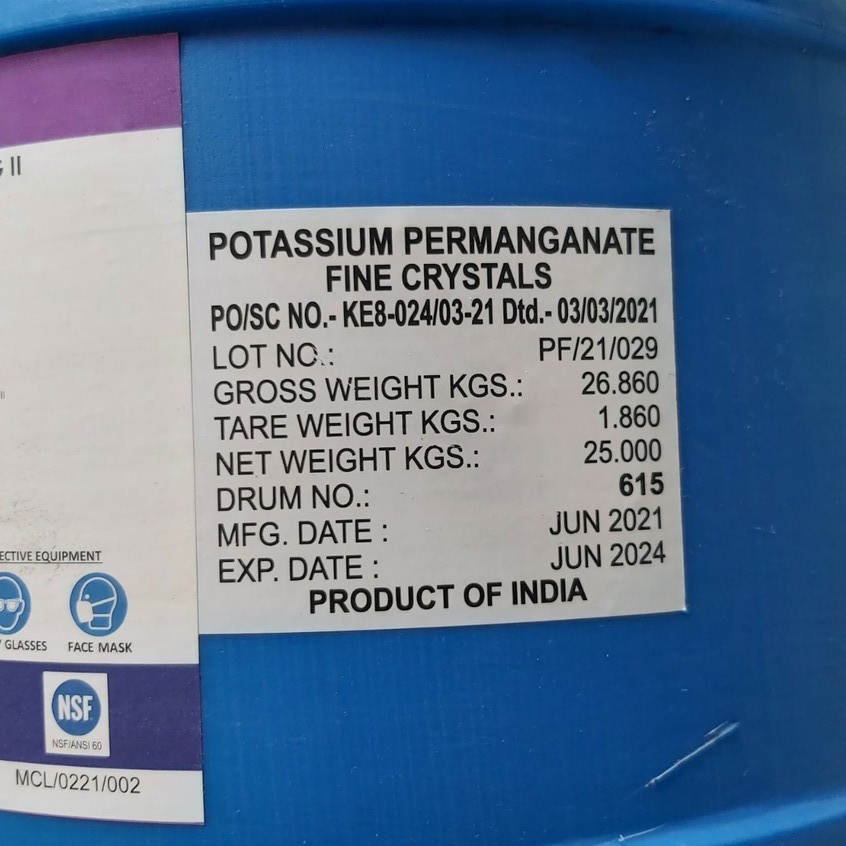 II
POTASSIUM PERMANGANATE
FINE CRYSTALS
PO/SC NO.- KE8-024/03-21 Dtd.- 03/03/2021
LOT NO.: PF/21/029
GROSS WEIGHT KGS.: 26.860
TARE WEIGHT KGS.: 1.860
NET WEIGHT KGS.: 25.000
DRUM NO.: 615
MFG. DATE : JUN 2021
EXP. DATE : JUN 2024
PRODUCT OF INDIA
ECTIVE EQUIPMENT
GLASSES FACE MASK
NSF
NSF/ANSI 60
MCL/0221/002